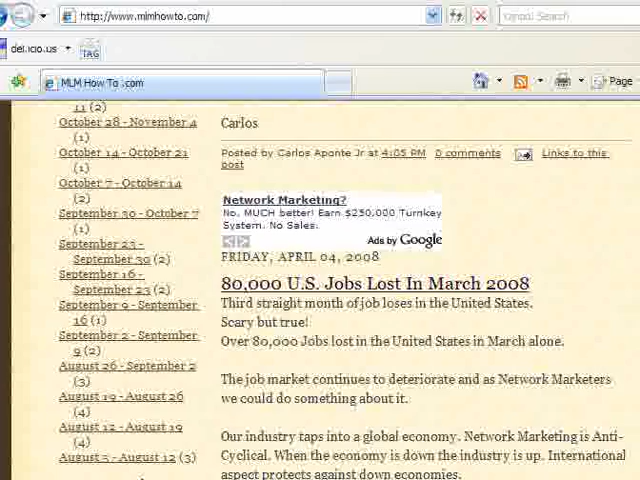 http://www.mlmhowto.com/
Yahoo! Search
del.icio.us
TAG
MLM How To .com
Page
11 (2)
October 28 - November 4
(1)
October 14 - October 21
(1)
October 7 - October 14
(2)
September 30 - October 7
(1)
September 23 -
September 30 (2)
September 16 -
September 23 (2)
September 9 - September
16 (1)
September 2 - September
9 (2)
August 26 - September 2
(3)
August 19 - August 26
(4)
August 12 - August 19
(4)
August 5 - August 12 (3)
Carlos
Posted by Carlos Aponte Jr at 4:05 PM 0 comments Links to this
post
Network Marketing?
No. MUCH better! Earn $250,000 Turnkey
System. No Sales.
Ads by Google
FRIDAY, APRIL 04, 2008
80,000 U.S. Jobs Lost In March 2008
Third straight month of job loses in the United States.
Scary but true!
Over 80,000 Jobs lost in the United States in March alone.
The job market continues to deteriorate and as Network Marketers
we could do something about it.
Our industry taps into a global economy. Network Marketing is Anti-
Cyclical. When the economy is down the industry is up. International
aspect protects against down economies.